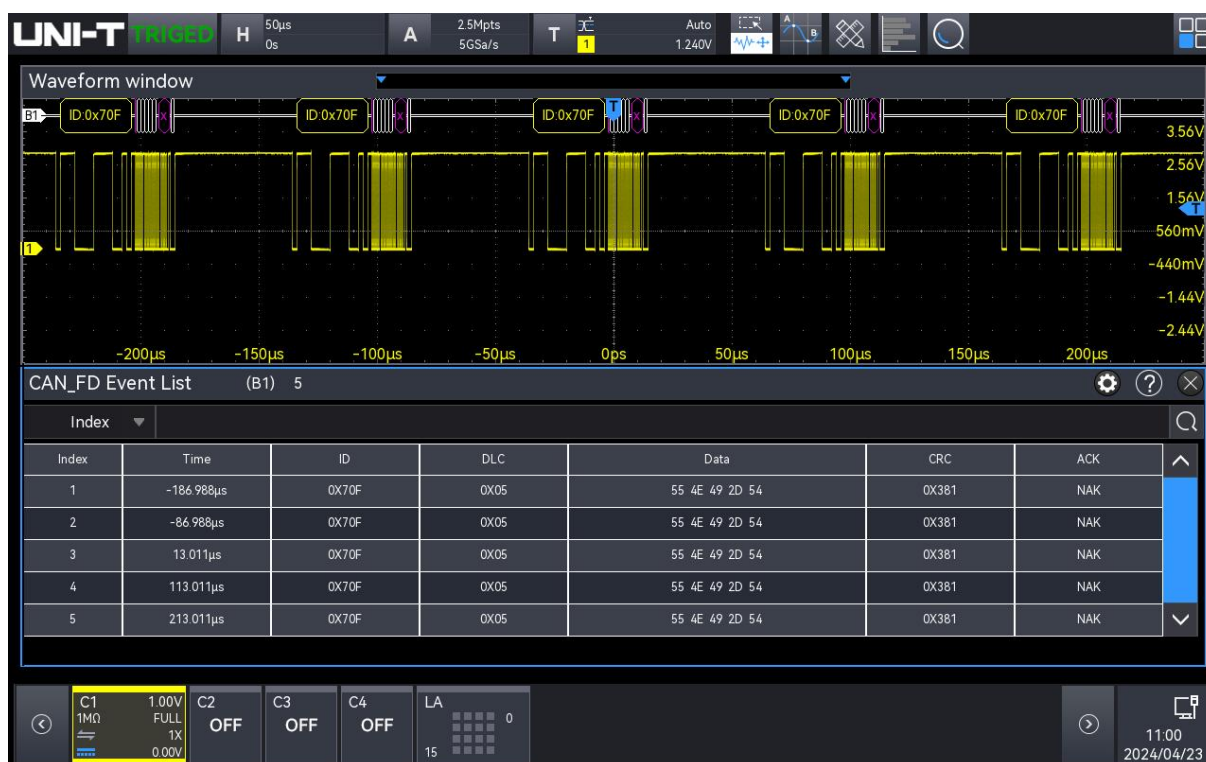 UNI-T TRIGED H 50μs 0s A 2.5Mpts 5GSa/s T 1 Auto 1.240V A B
Waveform window
B1 ID:0x70F x ID:0x70F x ID:0x70F T x ID:0x70F x ID:0x70F x
3.56V
2.56V
1.56V
T
560mV
1
-440mV
-1.44V
-2.44V
-200μs -150μs -100μs -50μs 0ps 50μs 100μs 150μs 200μs
CAN_FD Event List (B1) 5 ?
Index
Index Time ID DLC Data CRC ACK
1 -186.988μs 0X70F 0X05 55 4E 49 2D 54 0X381 NAK
2 -86.988μs 0X70F 0X05 55 4E 49 2D 54 0X381 NAK
3 13.011μs 0X70F 0X05 55 4E 49 2D 54 0X381 NAK
4 113.011μs 0X70F 0X05 55 4E 49 2D 54 0X381 NAK
5 213.011μs 0X70F 0X05 55 4E 49 2D 54 0X381 NAK
C1 1.00V
1MΩ FULL
1X
0.00V
C2
OFF
C3
OFF
C4
OFF
LA
0
15
11:00
2024/04/23